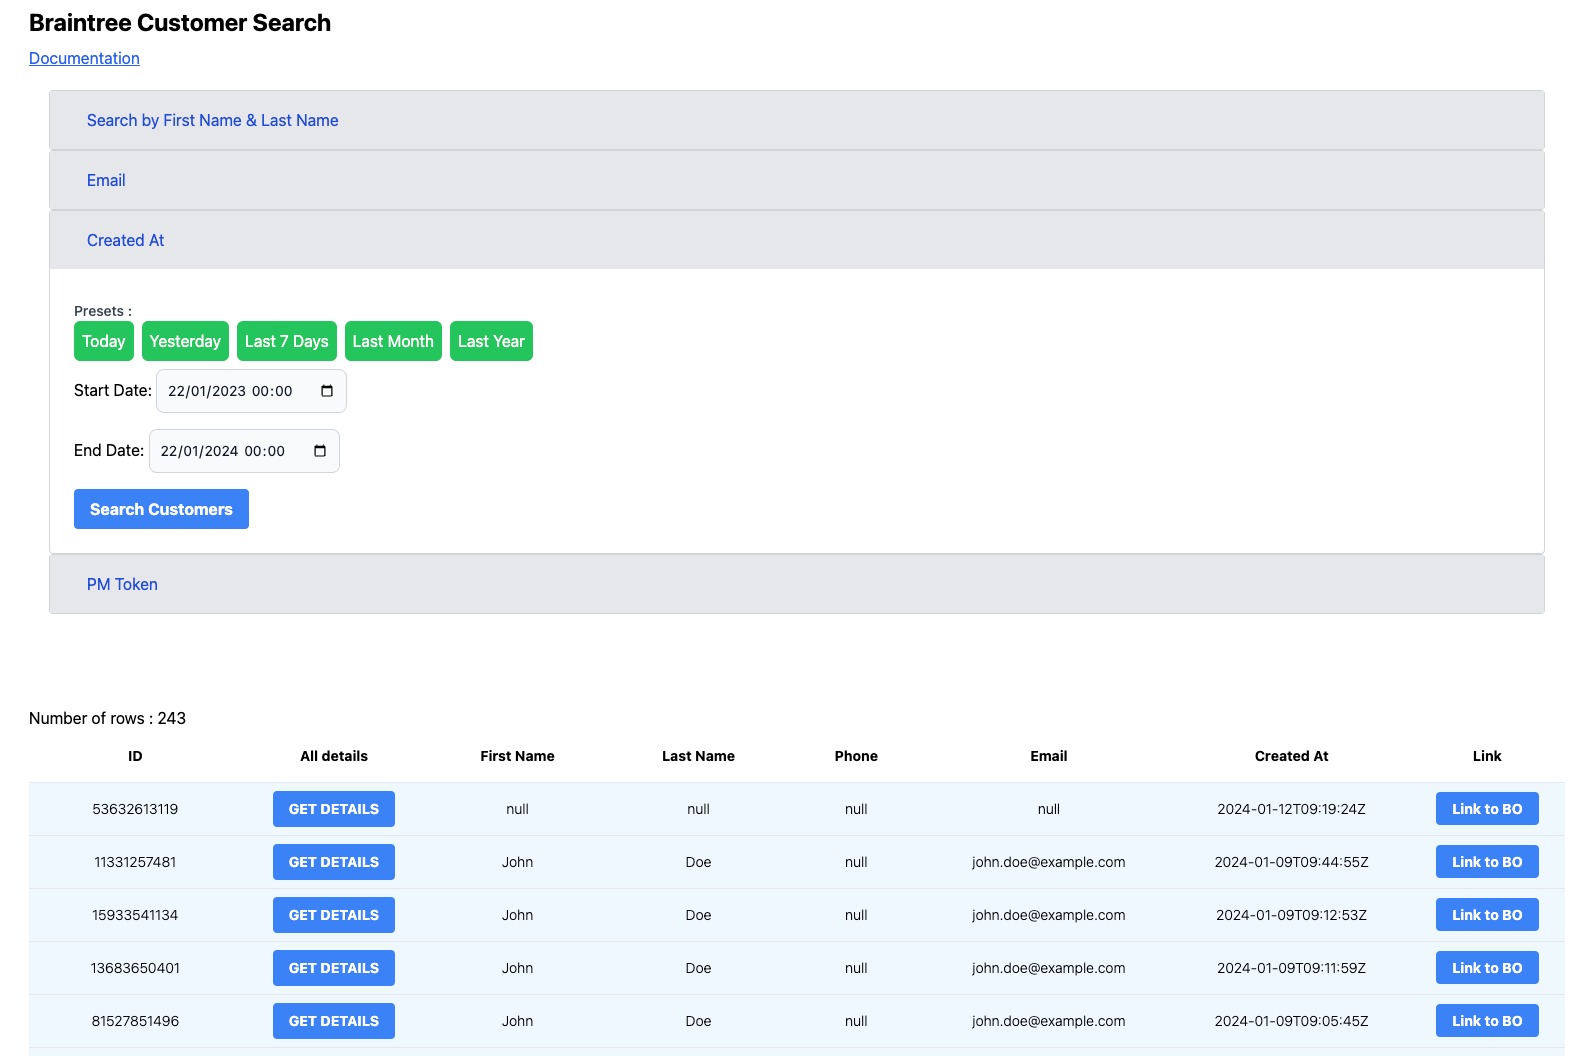 Braintree Customer Search
Documentation
Search by First Name & Last Name
Email
Created At
Presets :
Today Yesterday Last 7 Days Last Month Last Year
Start Date: 22/01/2023 00:00
End Date: 22/01/2024 00:00
Search Customers
PM Token
Number of rows : 243
ID All details First Name Last Name Phone Email Created At Link
53632613119 GET DETAILS null null null null 2024-01-12T09:19:24Z Link to BO
11331257481 GET DETAILS John Doe null john.doe@example.com 2024-01-09T09:44:55Z Link to BO
15933541134 GET DETAILS John Doe null john.doe@example.com 2024-01-09T09:12:53Z Link to BO
13683650401 GET DETAILS John Doe null john.doe@example.com 2024-01-09T09:11:59Z Link to BO
81527851496 GET DETAILS John Doe null john.doe@example.com 2024-01-09T09:05:45Z Link to BO